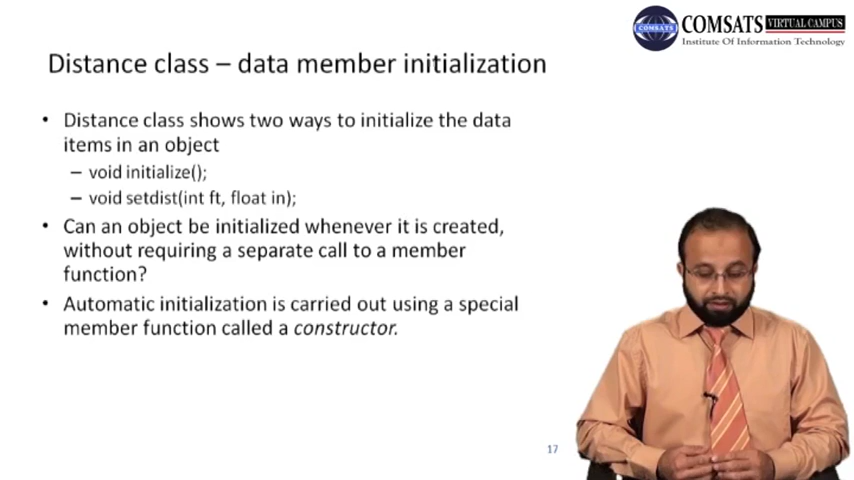 COMSATS
COMSATS VIRTUAL CAMPUS
Institute Of Information Technology
Distance class – data member initialization
• Distance class shows two ways to initialize the data
items in an object
– void initialize();
– void setdist(int ft, float in);
• Can an object be initialized whenever it is created,
without requiring a separate call to a member
function?
• Automatic initialization is carried out using a special
member function called a constructor.
17